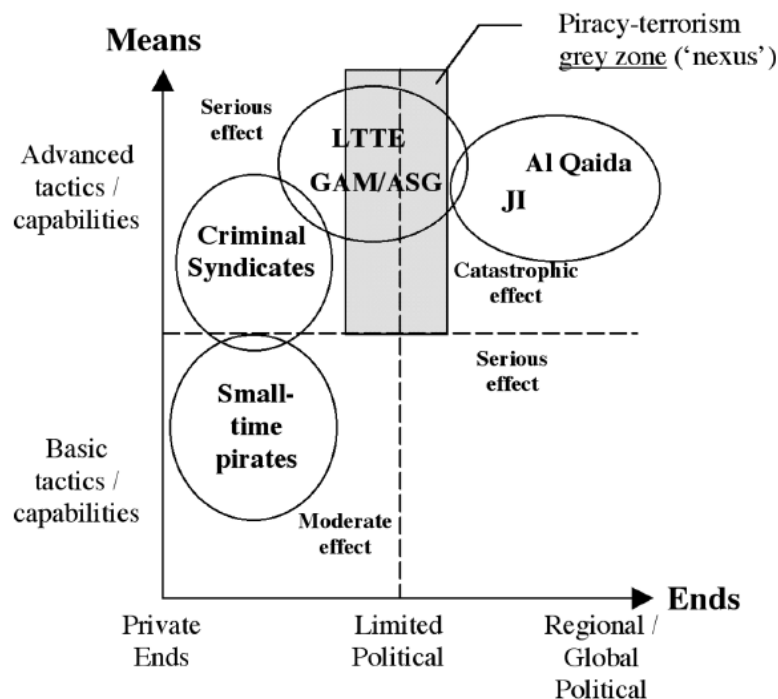 Means
Piracy-terrorism
grey zone (‘nexus’)
Serious
effect
LTTE
GAM/ASG
Al Qaida
JI
Advanced
tactics /
capabilities
Criminal
Syndicates
Catastrophic
effect
Serious
effect
Small-
time
pirates
Basic
tactics /
capabilities
Moderate
effect
Ends
Private
Ends
Limited
Political
Regional /
Global
Political